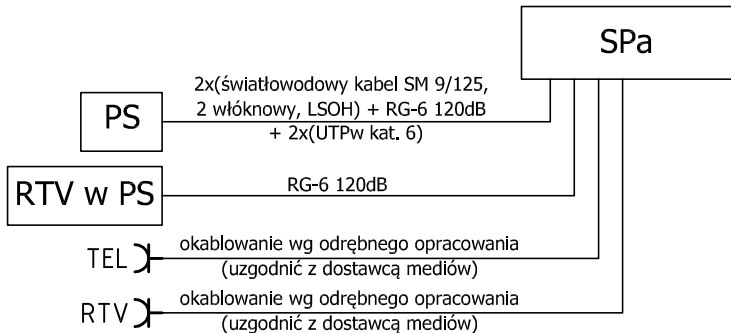 SPa
2x(światłowodowy kabel SM 9/125,
2 włóknowy, LSOH) + RG-6 120dB
+ 2x(UTPw kat. 6)
PS
RTV w PS
RG-6 120dB
TEL
okablowanie wg odrębnego opracowania
(uzgodnić z dostawcą mediów)
RTV
okablowanie wg odrębnego opracowania
(uzgodnić z dostawcą mediów)